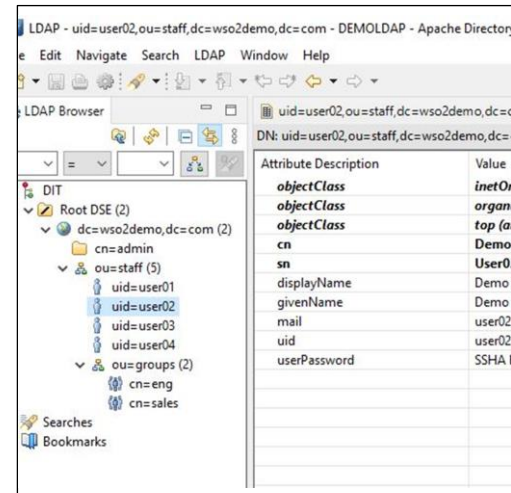 LDAP - uid=user02,ou=staff,dc=wso2demo,dc=com - DEMOLDAP - Apache Directory
e Edit Navigate Search LDAP Window Help
LDAP Browser
uid=user02,ou=staff,dc=wso2demo,dc=c
DN: uid=user02,ou=staff,dc=wso2demo,dc=
=
Attribute Description Value
DIT
Root DSE (2)
dc=wso2demo,dc=com (2)
cn=admin
ou=staff (5)
uid=user01
uid=user02
uid=user03
uid=user04
ou=groups (2)
cn=eng
cn=sales
Searches
Bookmarks
objectClass inetOr
objectClass organ
objectClass top (a
cn Demo
sn User0
displayName Demo
givenName Demo
mail user02
uid user02
userPassword SSHA